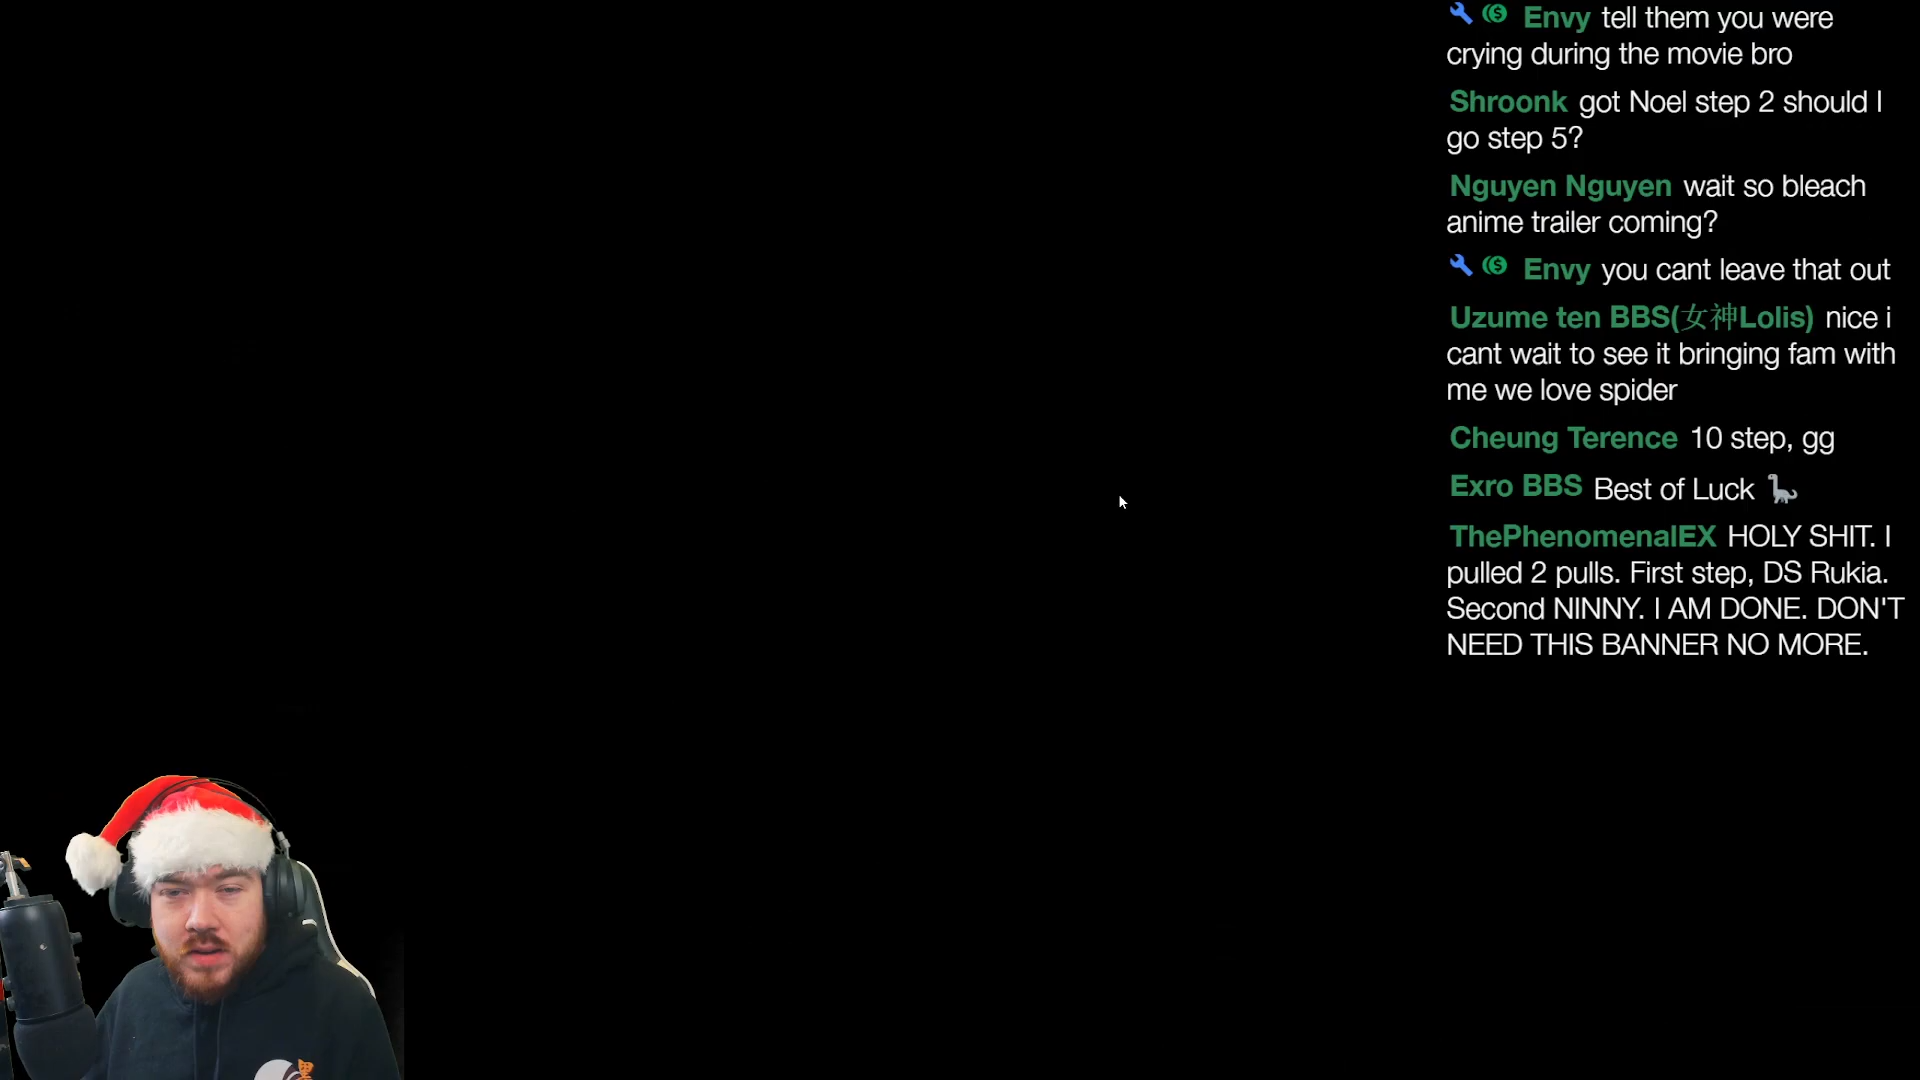 Envy tell them you were
crying during the movie bro
Shroonk got Noel step 2 should I
go step 5?
Nguyen Nguyen wait so bleach
anime trailer coming?
Envy you cant leave that out
Uzume ten BBS(女神Lolis) nice i
cant wait to see it bringing fam with
me we love spider
Cheung Terence 10 step, gg
Exro BBS Best of Luck 🦕
ThePhenomenalEX HOLY SHIT. I
pulled 2 pulls. First step, DS Rukia.
Second NINNY. I AM DONE. DON'T
NEED THIS BANNER NO MORE.